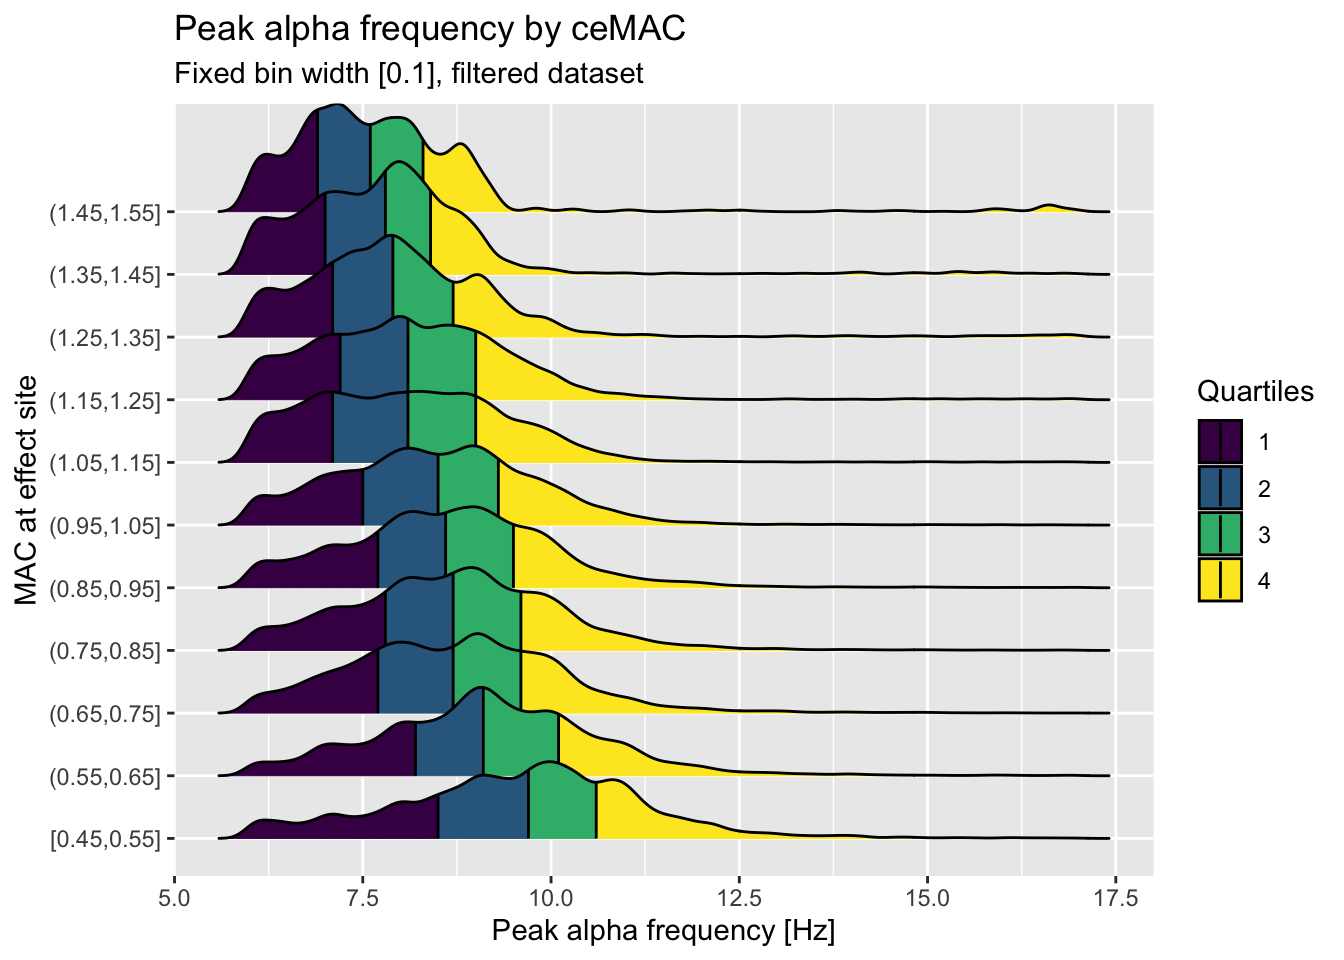 Peak alpha frequency by ceMAC
Fixed bin width [0.1], filtered dataset
MAC at effect site
(1.45,1.55]
(1.35,1.45]
(1.25,1.35]
(1.15,1.25]
(1.05,1.15]
(0.95,1.05]
(0.85,0.95]
(0.75,0.85]
(0.65,0.75]
(0.55,0.65]
[0.45,0.55]
5.0 7.5 10.0 12.5 15.0 17.5
Peak alpha frequency [Hz]
Quartiles
1
2
3
4